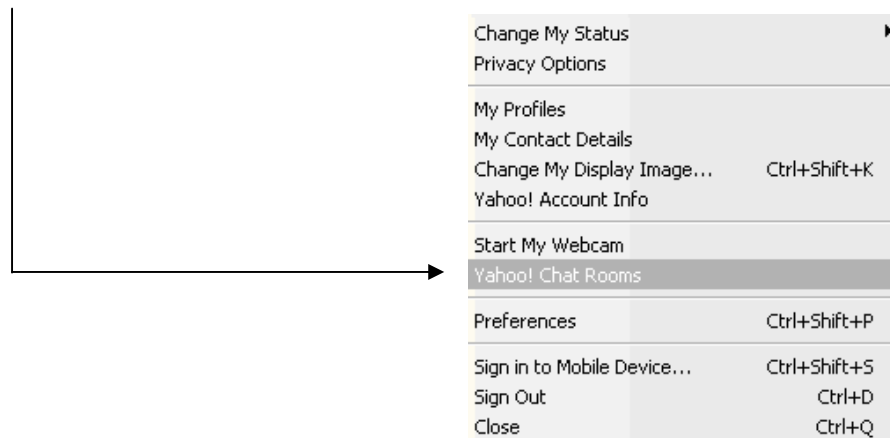 Change My Status
Privacy Options
My Profiles
My Contact Details
Change My Display Image... Ctrl+Shift+K
Yahoo! Account Info
Start My Webcam
Yahoo! Chat Rooms
Preferences Ctrl+Shift+P
Sign in to Mobile Device... Ctrl+Shift+S
Sign Out Ctrl+D
Close Ctrl+Q